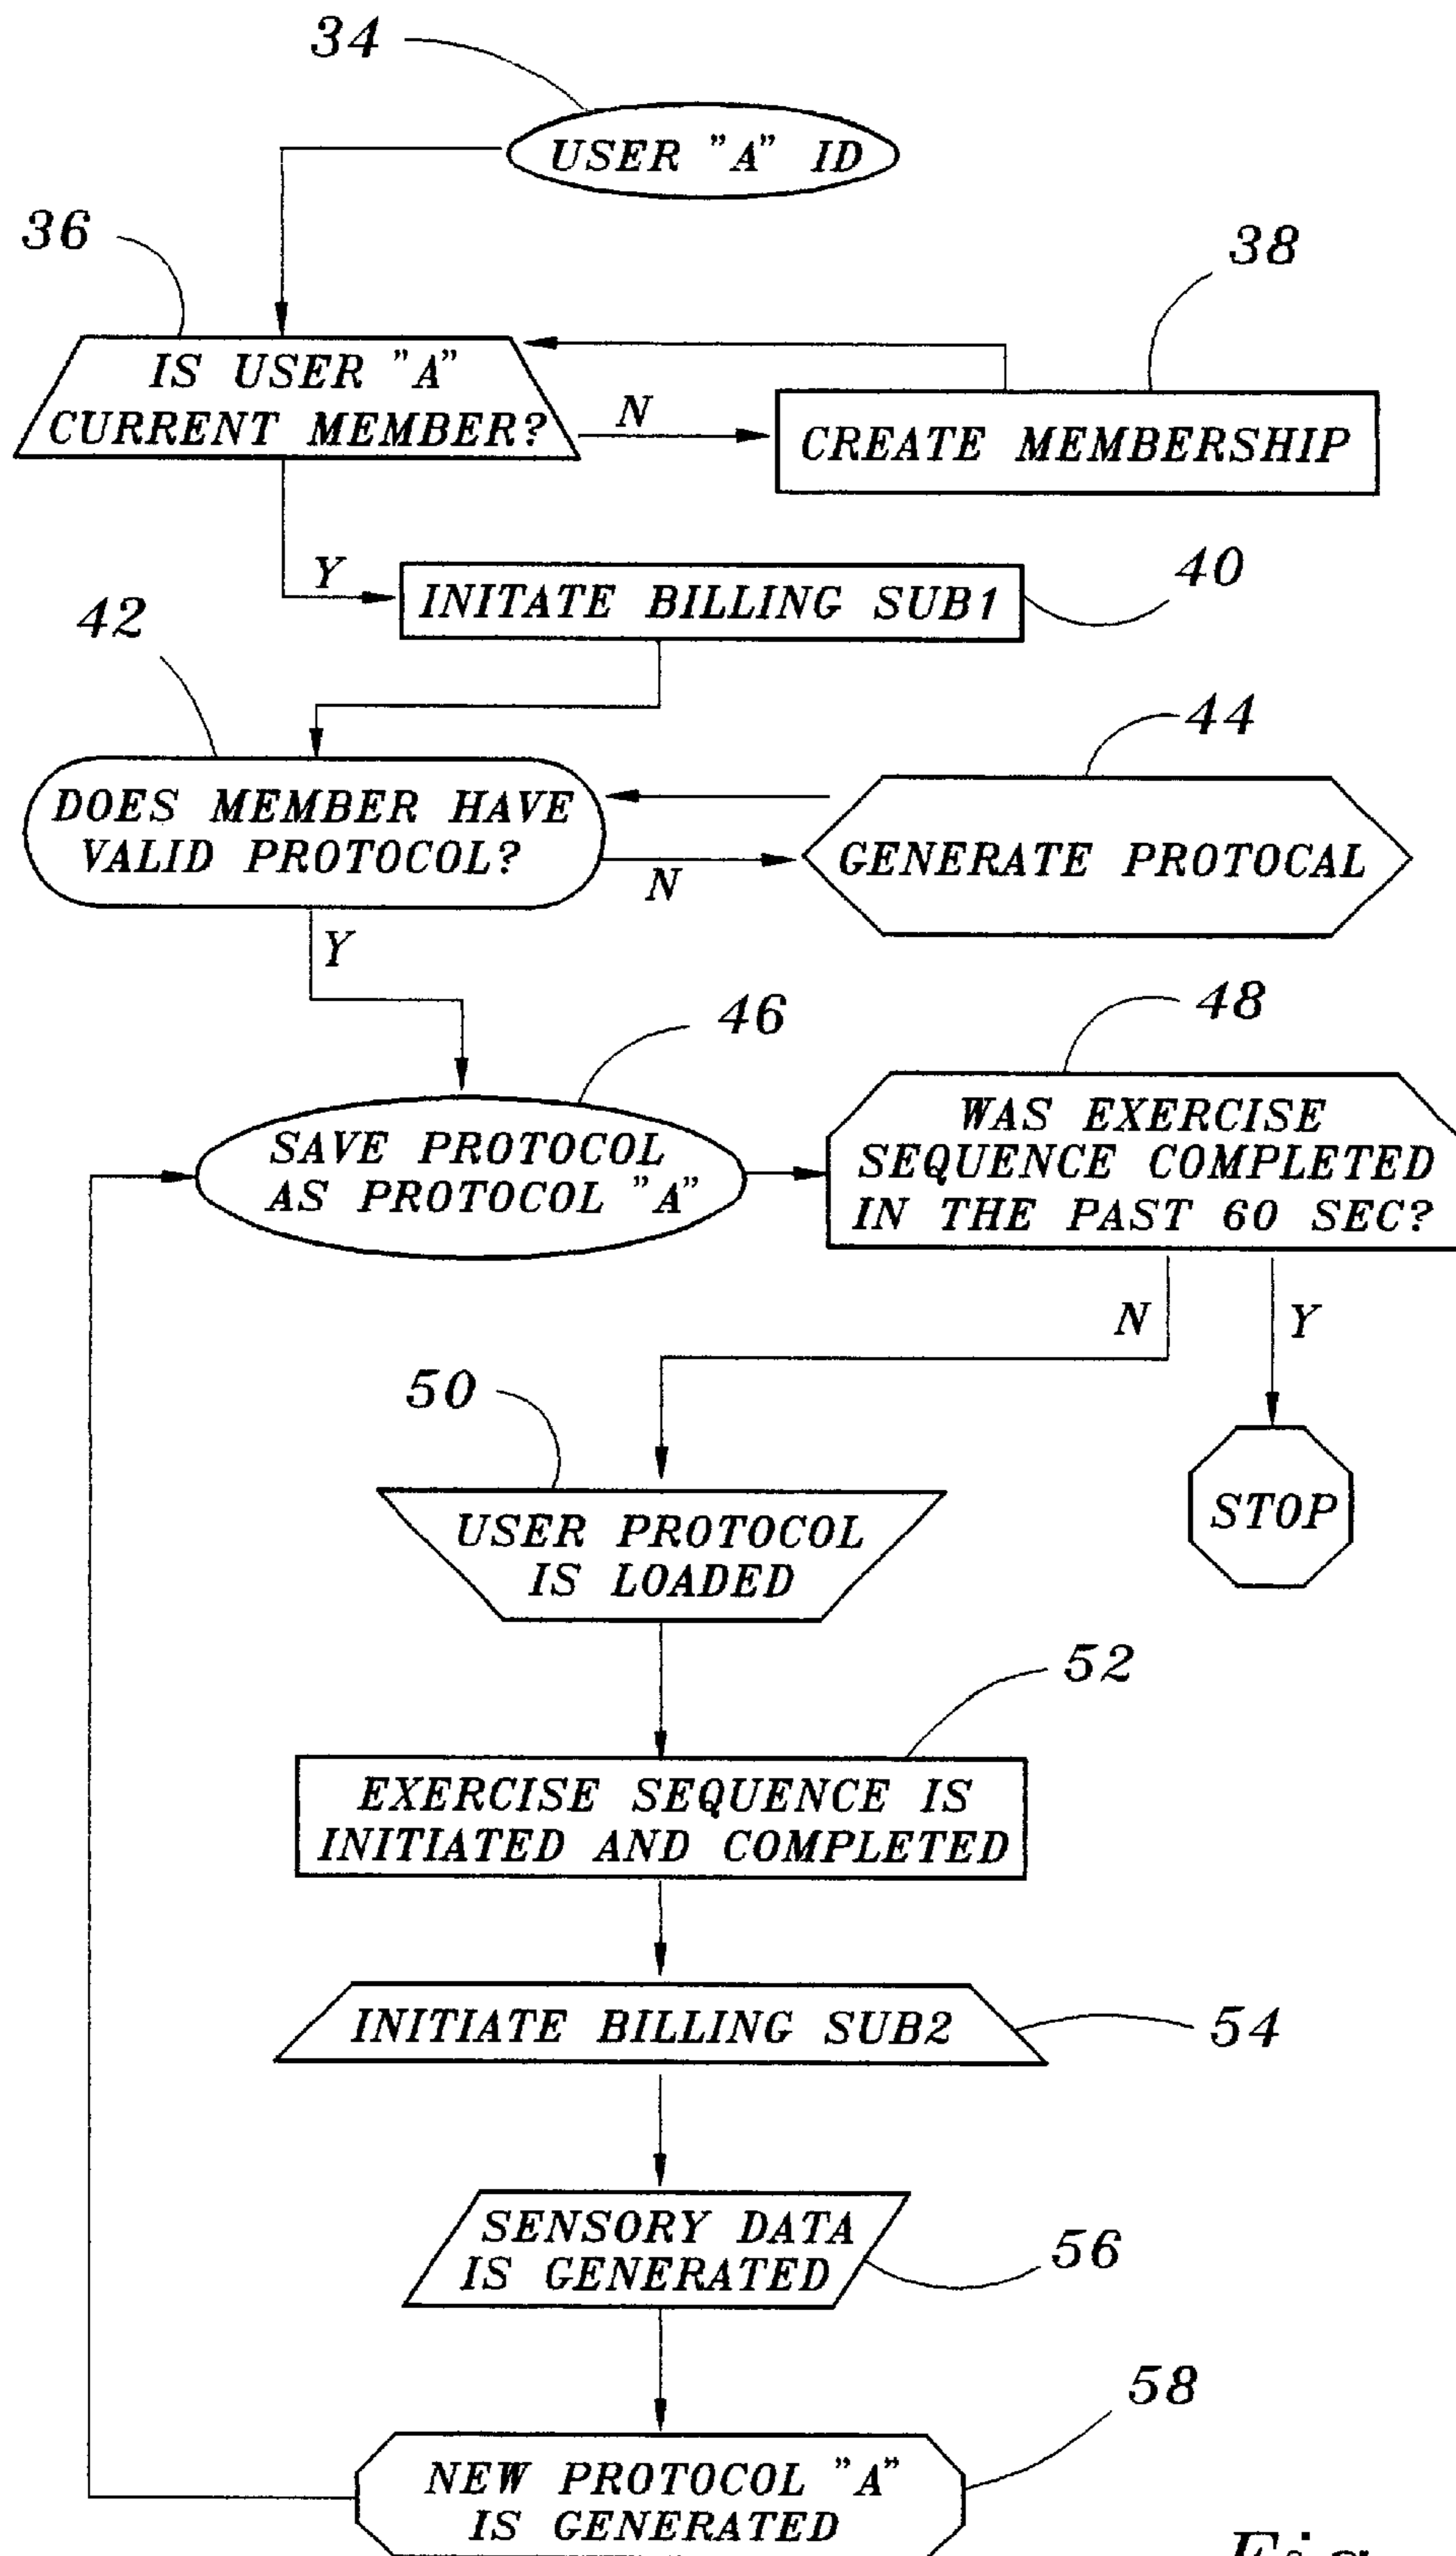 34
USER "A" ID
36
38
IS USER "A"
CURRENT MEMBER?
N
CREATE MEMBERSHIP
Y
INITATE BILLING SUB1
40
42
44
DOES MEMBER HAVE
VALID PROTOCOL?
N
GENERATE PROTOCAL
Y
46
48
SAVE PROTOCOL
AS PROTOCOL "A"
WAS EXERCISE
SEQUENCE COMPLETED
IN THE PAST 60 SEC?
N
Y
50
USER PROTOCOL
IS LOADED
STOP
52
EXERCISE SEQUENCE IS
INITIATED AND COMPLETED
INITIATE BILLING SUB2
54
SENSORY DATA
IS GENERATED
56
58
NEW PROTOCOL "A"
IS GENERATED